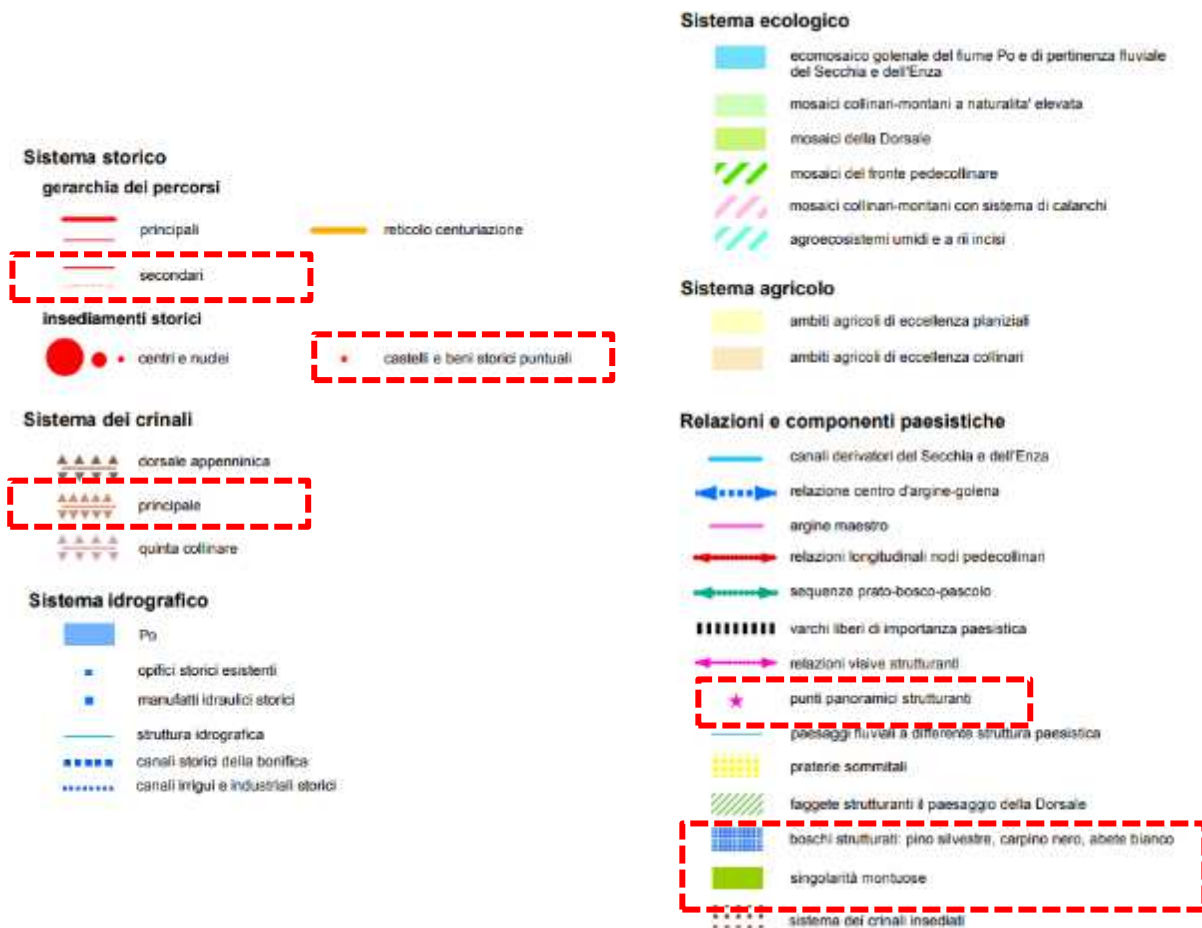 Sistema storico
gerarchia dei percorsi
principali
reticolo centuriazione
secondari
insediamenti storici
centri e nuclei
castelli e beni storici puntuali
Sistema dei crinali
dorsale appenninica
principale
quinta collinare
Sistema idrografico
Po
opifici storici esistenti
manufatti idraulici storici
struttura idrografica
canali storici della bonifica
canali irrigui e industriali storici
Sistema ecologico
ecomosaico golenale del fiume Po e di pertinenza fluviale
del Secchia e dell'Enza
mosaici collinari-montani a naturalita' elevata
mosaici della Dorsale
mosaici del fronte pedecollinare
mosaici collinari-montani con sistema di calanchi
agroecosistemi umidi e a rii incisi
Sistema agricolo
ambiti agricoli di eccellenza planiziali
ambiti agricoli di eccellenza collinari
Relazioni e componenti paesistiche
canali derivatori del Secchia e dell'Enza
relazione centro d'argine-golena
argine maestro
relazioni longitudinali nodi pedecollinari
sequenze prato-bosco-pascolo
varchi liberi di importanza paesistica
relazioni visive strutturanti
punti panoramici strutturanti
paesaggi fluviali a differente struttura paesistica
praterie sommitali
faggete strutturanti il paesaggio della Dorsale
boschi strutturati: pino silvestre, carpino nero, abete bianco
singolarità montuose
sistema dei crinali insediati